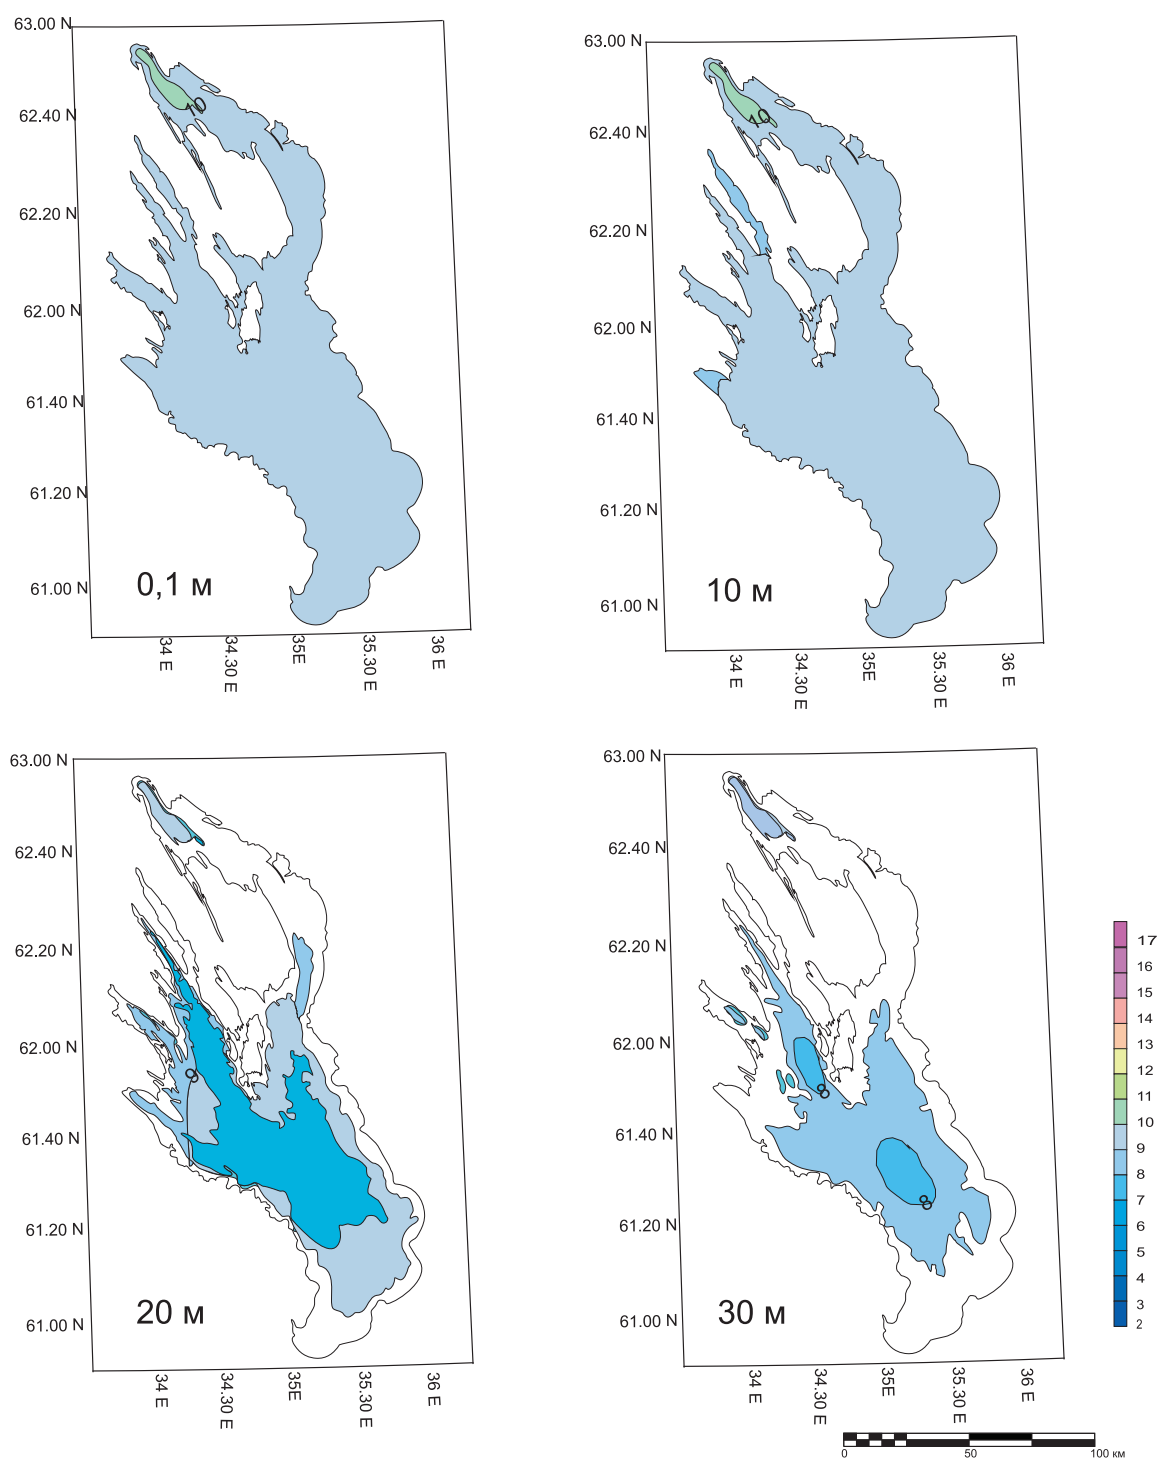 63.00 N
62.40 N
62.20 N
62.00 N
61.40 N
61.20 N
61.00 N
10
0,1 м
34 E
34.30 E
35E
35.30 E
36 E
63.00 N
62.40 N
62.20 N
62.00 N
61.40 N
61.20 N
61.00 N
10
10 м
34 E
34.30 E
35E
35.30 E
36 E
63.00 N
62.40 N
62.20 N
62.00 N
61.40 N
61.20 N
61.00 N
8
20 м
34 E
34.30 E
35E
35.30 E
36 E
63.00 N
62.40 N
62.20 N
62.00 N
61.40 N
61.20 N
61.00 N
8
8
30 м
34 E
34.30 E
35E
35.30 E
36 E
17
16
15
14
13
12
11
10
9
8
7
6
5
4
3
2
0 50 100 км